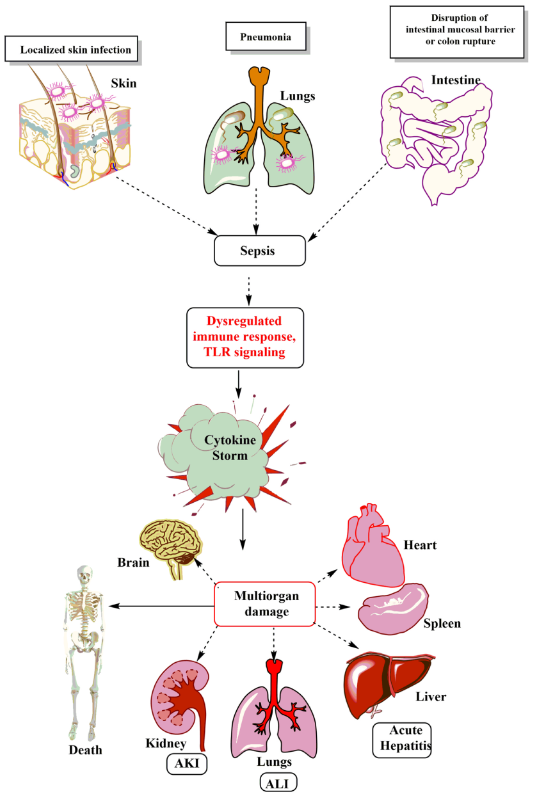 Localized skin infection
Pneumonia
Disruption of
intestinal mucosal barrier
or colon rupture
Skin
Lungs
Intestine
Sepsis
Dysregulated
immune response,
TLR signaling
Cytokine
Storm
Brain
Heart
Multiorgan
damage
Spleen
Death
Kidney
AKI
Lungs
ALI
Liver
Acute
Hepatitis